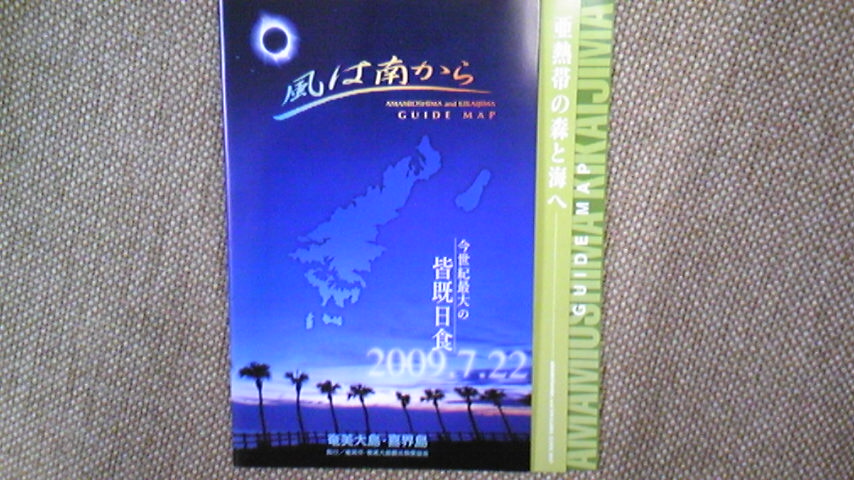 風は南から
AMAMIOSHIMA and KIKAIJIMA
GUIDE MAP
今世紀最大の
皆既日食
2009.7.22
奄美大島・喜界島
亜熱帯の森と海へ
GUIDE MAP